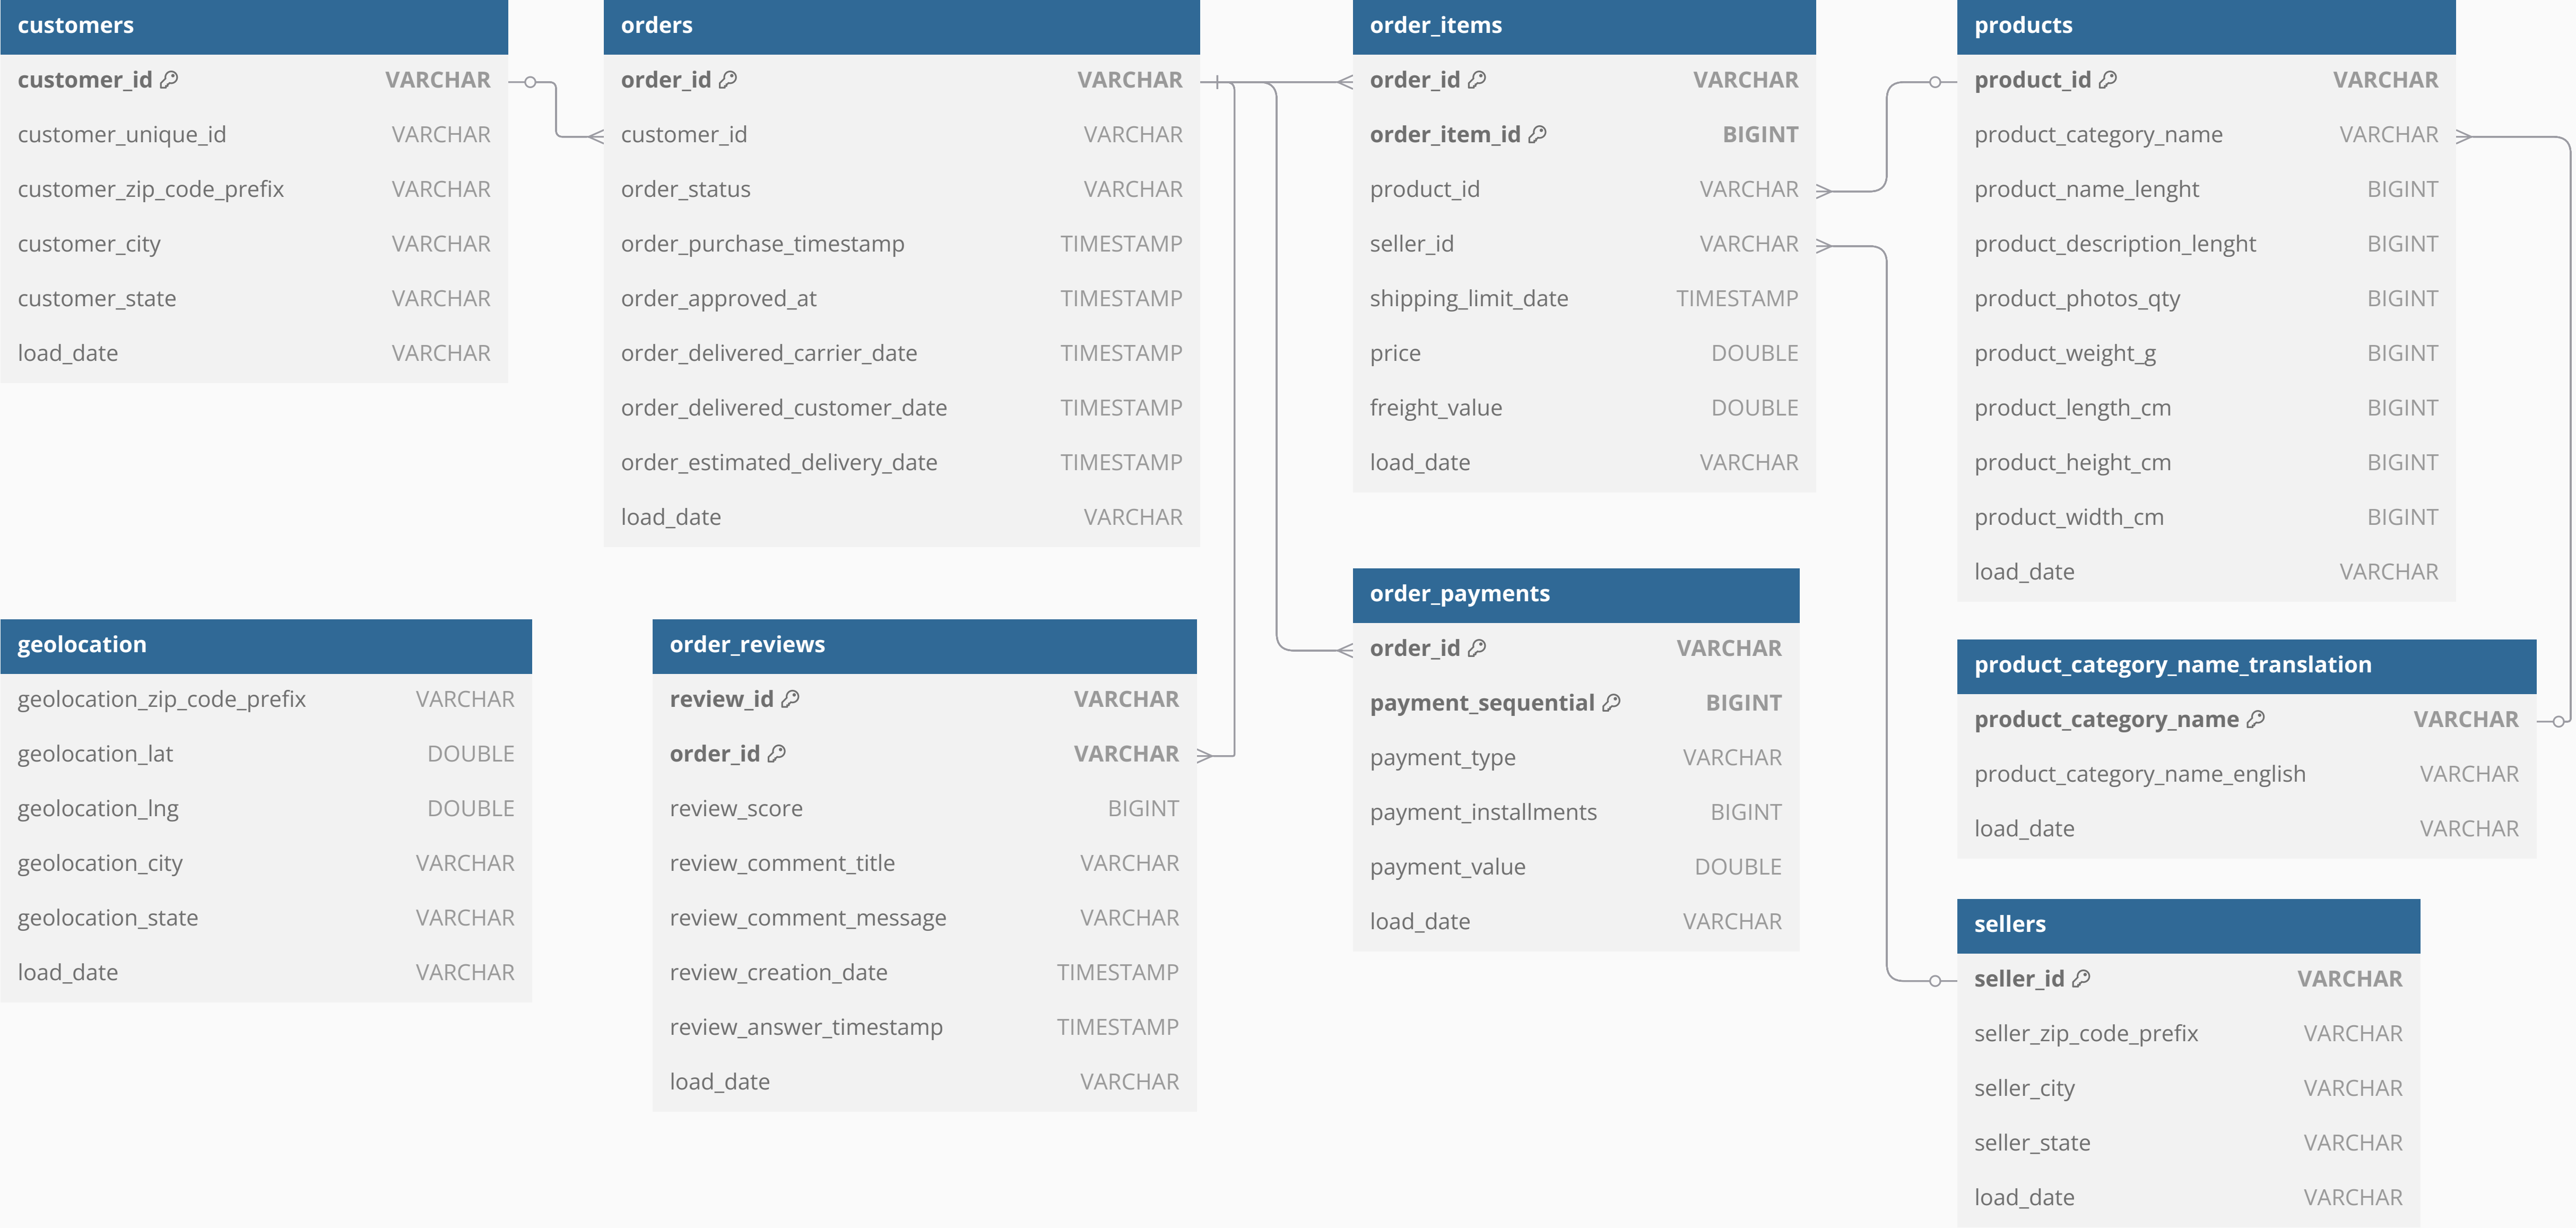 customers
customer_id VARCHAR
customer_unique_id VARCHAR
customer_zip_code_prefix VARCHAR
customer_city VARCHAR
customer_state VARCHAR
load_date VARCHAR
orders
order_id VARCHAR
customer_id VARCHAR
order_status VARCHAR
order_purchase_timestamp TIMESTAMP
order_approved_at TIMESTAMP
order_delivered_carrier_date TIMESTAMP
order_delivered_customer_date TIMESTAMP
order_estimated_delivery_date TIMESTAMP
load_date VARCHAR
order_items
order_id VARCHAR
order_item_id BIGINT
product_id VARCHAR
seller_id VARCHAR
shipping_limit_date TIMESTAMP
price DOUBLE
freight_value DOUBLE
load_date VARCHAR
products
product_id VARCHAR
product_category_name VARCHAR
product_name_lenght BIGINT
product_description_lenght BIGINT
product_photos_qty BIGINT
product_weight_g BIGINT
product_length_cm BIGINT
product_height_cm BIGINT
product_width_cm BIGINT
load_date VARCHAR
geolocation
geolocation_zip_code_prefix VARCHAR
geolocation_lat DOUBLE
geolocation_lng DOUBLE
geolocation_city VARCHAR
geolocation_state VARCHAR
load_date VARCHAR
order_reviews
review_id VARCHAR
order_id VARCHAR
review_score BIGINT
review_comment_title VARCHAR
review_comment_message VARCHAR
review_creation_date TIMESTAMP
review_answer_timestamp TIMESTAMP
load_date VARCHAR
order_payments
order_id VARCHAR
payment_sequential BIGINT
payment_type VARCHAR
payment_installments BIGINT
payment_value DOUBLE
load_date VARCHAR
product_category_name_translation
product_category_name VARCHAR
product_category_name_english VARCHAR
load_date VARCHAR
sellers
seller_id VARCHAR
seller_zip_code_prefix VARCHAR
seller_city VARCHAR
seller_state VARCHAR
load_date VARCHAR